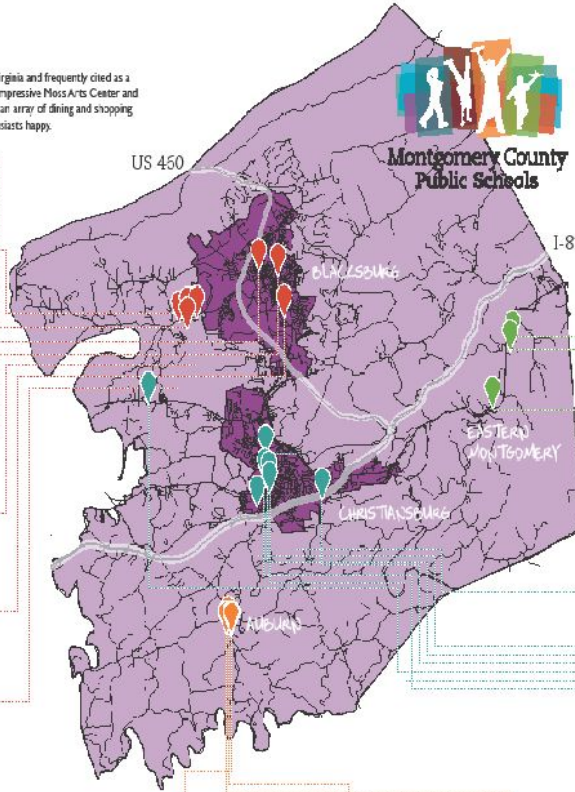 rginia and frequently cited as a
mpressive Moss Arts Center and
an array of dining and shopping
siasts happy.
Montgomery County
Public Schools
US 460
I-8
BLACKSBURG
EASTERN
MONTGOMERY
CHRISTIANSBURG
AUBURN